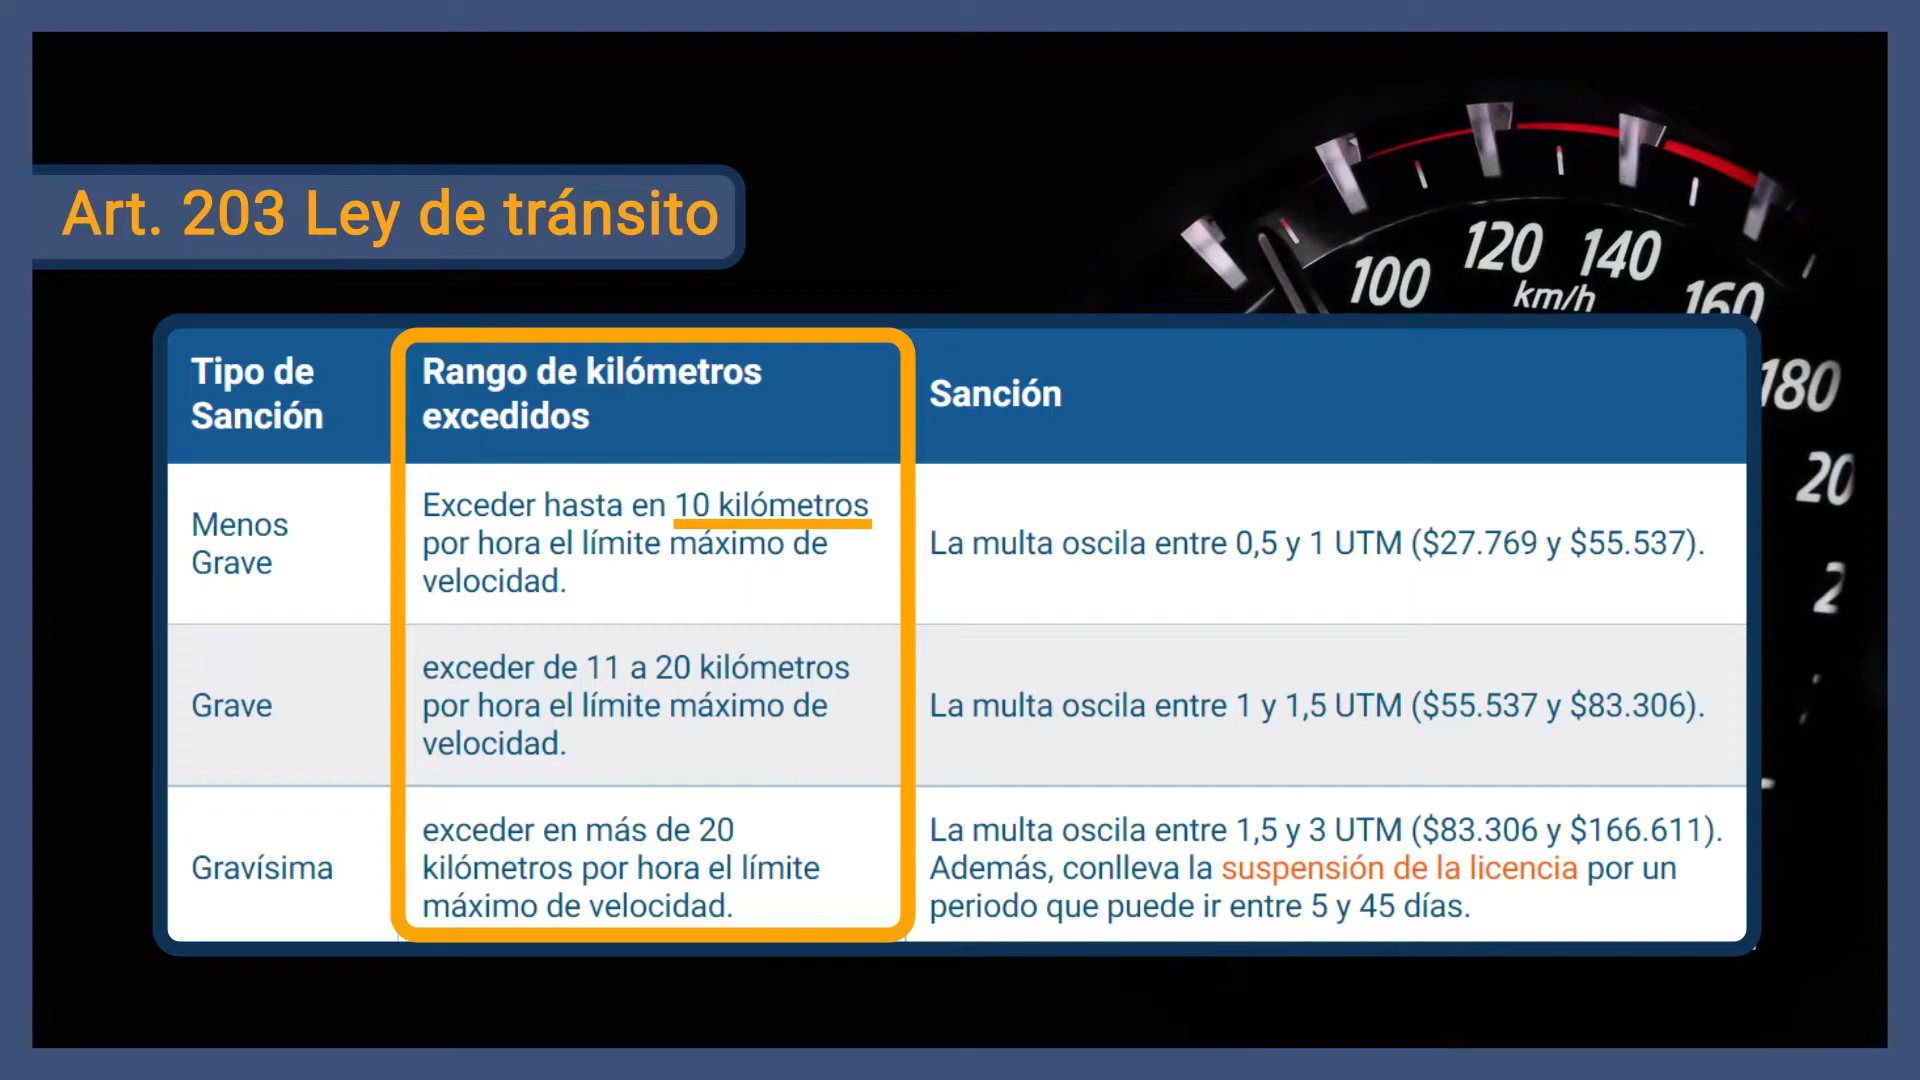 Art. 203 Ley de tránsito
100
120
140
km/h
160
180
Tipo de
Sanción
Rango de kilómetros
excedidos
Sanción
Menos
Grave
Exceder hasta en 10 kilómetros
por hora el límite máximo de
velocidad.
La multa oscila entre 0,5 y 1 UTM ($27.769 y $55.537).
Grave
exceder de 11 a 20 kilómetros
por hora el límite máximo de
velocidad.
La multa oscila entre 1 y 1,5 UTM ($55.537 y $83.306).
Gravísima
exceder en más de 20
kilómetros por hora el límite
máximo de velocidad.
La multa oscila entre 1,5 y 3 UTM ($83.306 y $166.611).
Además, conlleva la suspensión de la licencia por un
periodo que puede ir entre 5 y 45 días.